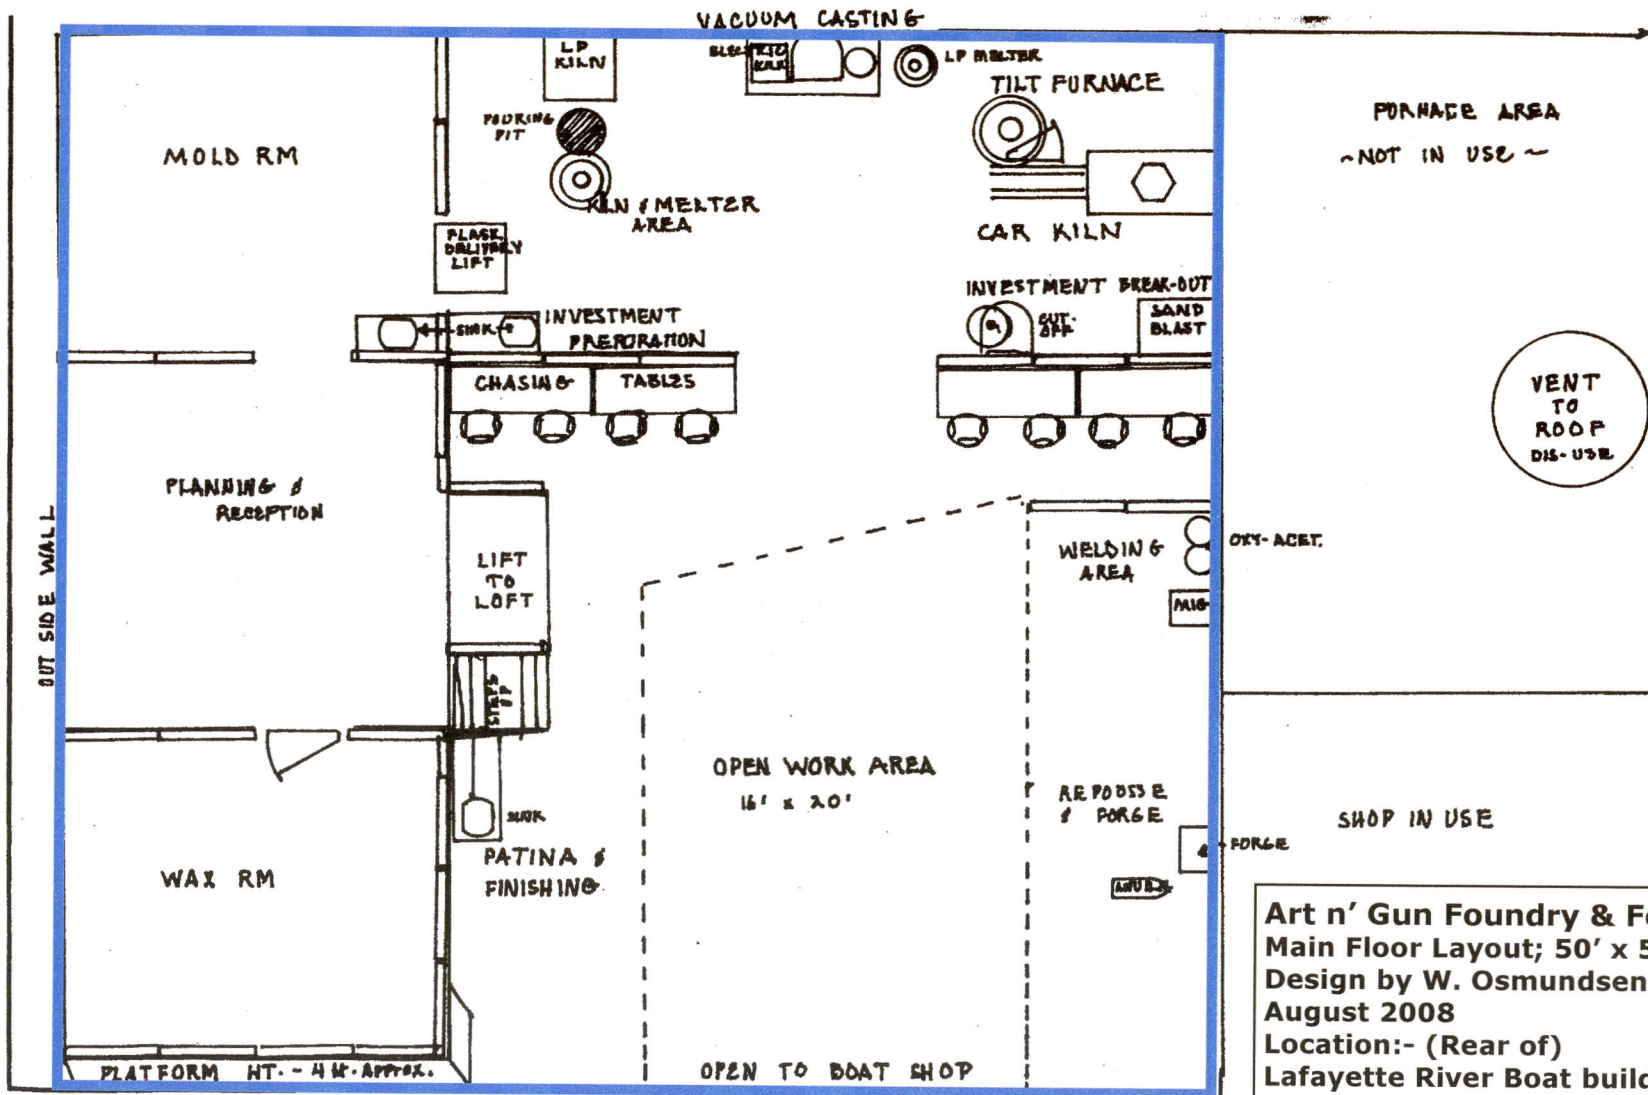 VACUUM CASTING
LP
KILN
ELECTRIC
KILN
LP MELTER
TILT FURNACE
POURING
PIT
MOLD RM
FURNACE AREA
~NOT IN USE~
KLN & MELTER
AREA
CAR KILN
FLASK
DELIVERY
LIFT
INVESTMENT BREAK-OUT
SINK
INVESTMENT
PREPORATION
CUT-
OFF
SAND
BLAST
CHASING TABLES
VENT
TO
ROOF
DIS-USE
PLANNING &
RECEPTION
OUT SIDE WALL
LIFT
TO
LOFT
WELDING
AREA
OXY-ACET.
MIG
STEPS
UP
OPEN WORK AREA
16' x 20'
REPOUSSE
& FORGE
SHOP IN USE
SINK
FORGE
PATINA &
FINISHING
WAX RM
ANVIL
Art n' Gun Foundry & Fo
Main Floor Layout; 50' x 5
Design by W. Osmundsen
August 2008
Location:- (Rear of)
Lafayette River Boat build
PLATFORM HT. - 4 ft. APPROX.
OPEN TO BOAT SHOP